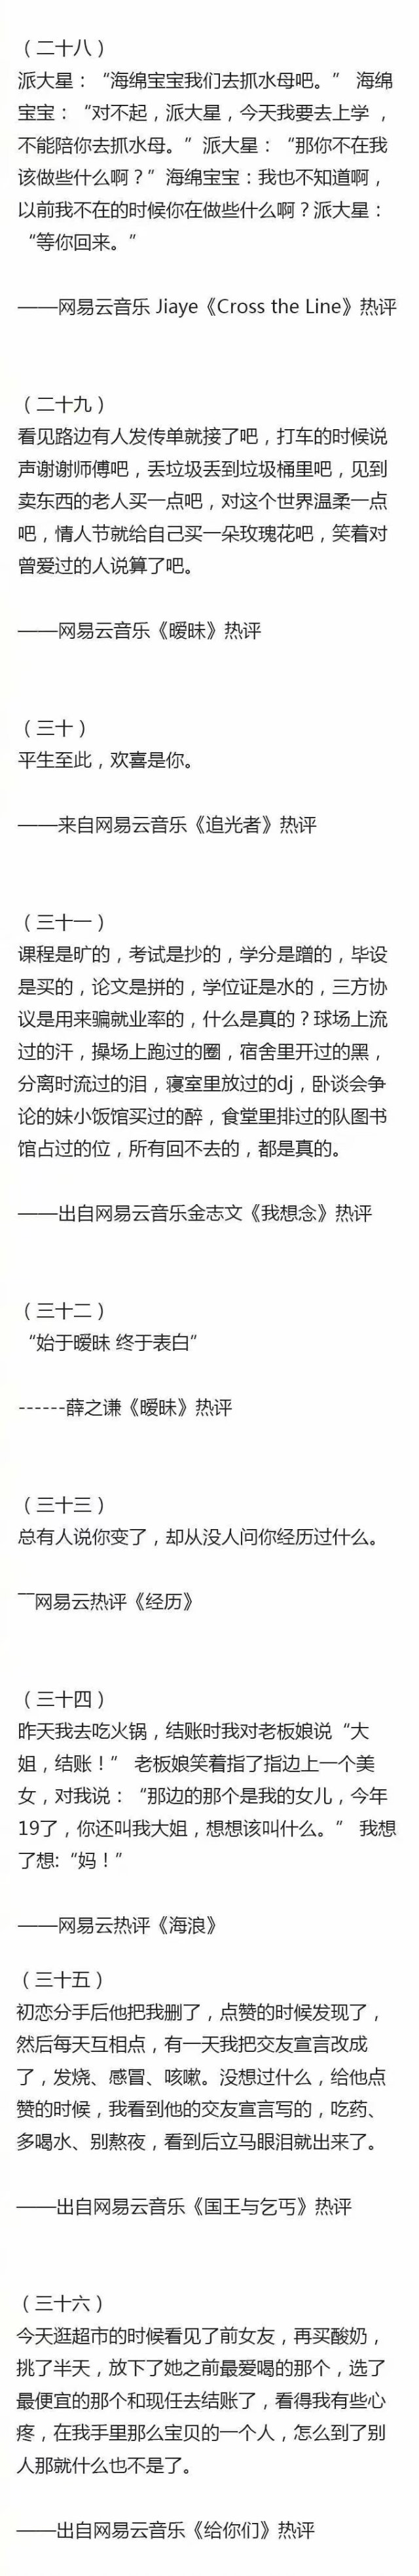 （二十八）
派大星：“海绵宝宝我们去抓水母吧。” 海绵
宝宝：“对不起，派大星，今天我要去上学 ，
不能陪你去抓水母。”派大星：“那你不在我
该做些什么啊？”海绵宝宝：我也不知道啊，
以前我不在的时候你在做些什么啊？派大星：
“等你回来。”
——网易云音乐 Jiaye《Cross the Line》热评
（二十九）
看见路边有人发传单就接了吧，打车的时候说
声谢谢师傅吧，丢垃圾丢到垃圾桶里吧，见到
卖东西的老人买一点吧，对这个世界温柔一点
吧，情人节就给自己买一朵玫瑰花吧，笑着对
曾爱过的人说算了吧。
——网易云音乐《暧昧》热评
（三十）
平生至此，欢喜是你。
——来自网易云音乐《追光者》热评
（三十一）
课程是旷的，考试是抄的，学分是蹭的，毕设
是买的，论文是拼的，学位证是水的，三方协
议是用来骗就业率的，什么是真的？球场上流
过的汗，操场上跑过的圈，宿舍里开过的黑，
分离时流过的泪，寝室里放过的dj，卧谈会争
论的妹小饭馆买过的醉，食堂里排过的队图书
馆占过的位，所有回不去的，都是真的。
——出自网易云音乐金志文《我想念》热评
（三十二）
“始于暧昧 终于表白”
------薛之谦《暧昧》热评
（三十三）
总有人说你变了，却从没人问你经历过什么。
——网易云热评《经历》
（三十四）
昨天我去吃火锅，结账时我对老板娘说“大
姐，结账！” 老板娘笑着指了指边上一个美
女，对我说：“那边的那个是我的女儿，今年
19了，你还叫我大姐，想想该叫什么。” 我想
了想:“妈！”
——网易云热评《海浪》
（三十五）
初恋分手后他把我删了，点赞的时候发现了，
然后每天互相点，有一天我把交友宣言改成
了，发烧、感冒、咳嗽。没想过什么，给他点
赞的时候，我看到他的交友宣言写的，吃药、
多喝水、别熬夜，看到后立马眼泪就出来了。
——出自网易云音乐《国王与乞丐》热评
（三十六）
今天逛超市的时候看见了前女友，再买酸奶，
挑了半天，放下了她之前最爱喝的那个，选了
最便宜的那个和现任去结账了，看得我有些心
疼，在我手里那么宝贝的一个人，怎么到了别
人那就什么也不是了。
——出自网易云音乐《给你们》热评